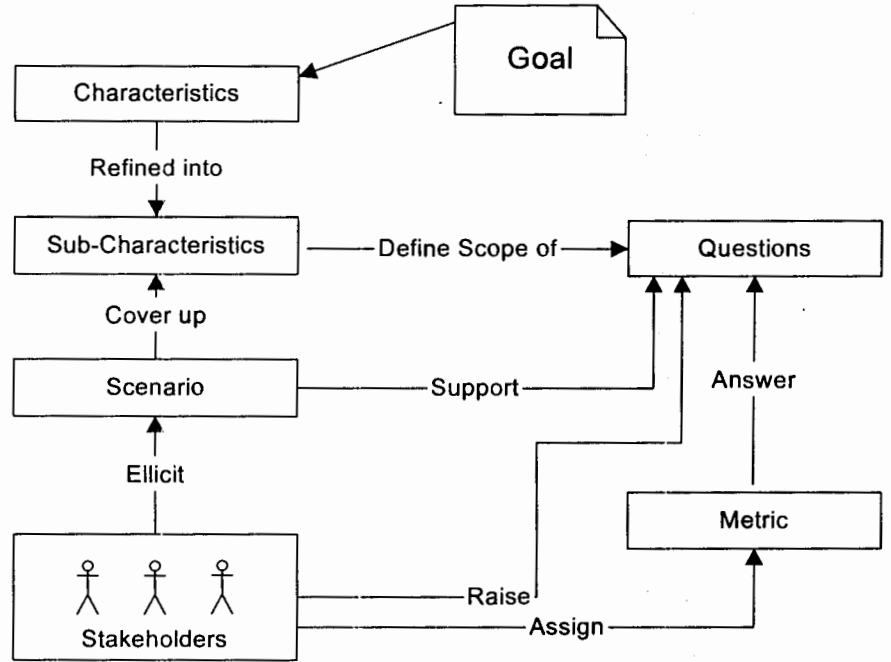 Goal
Characteristics
Refined into
Sub-Characteristics
Define Scope of
Questions
Cover up
Scenario
Support
Answer
Ellicit
Metric
Raise
Assign
Stakeholders